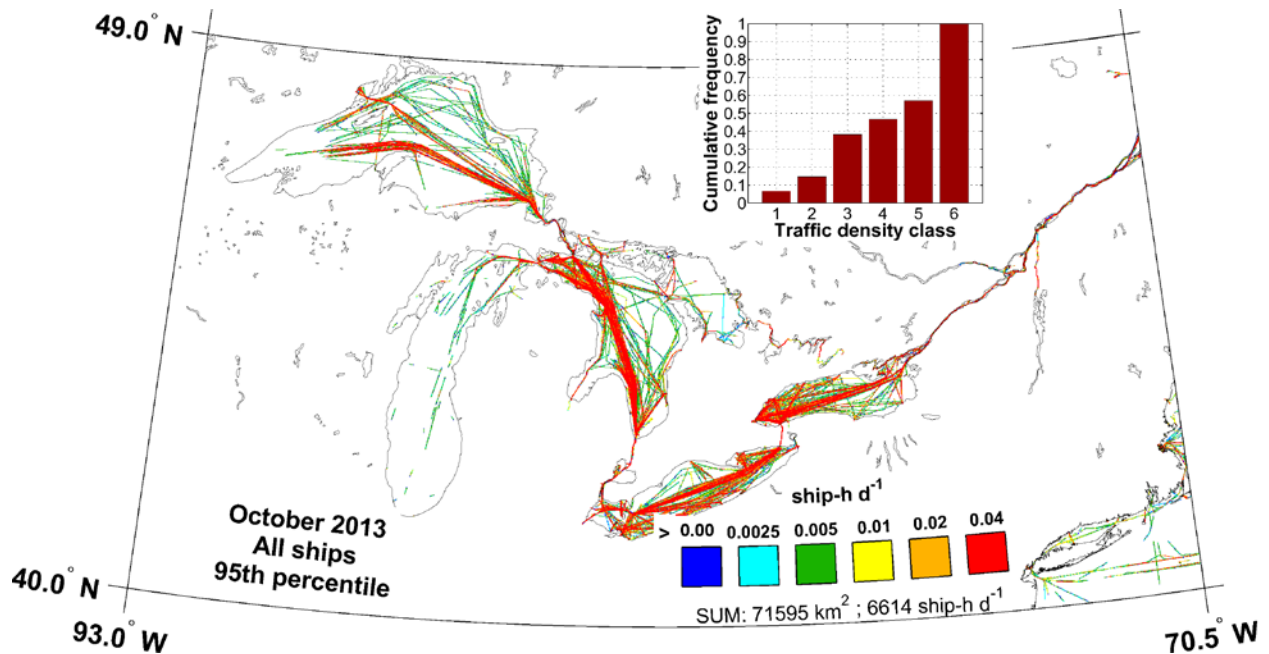 49.0° N
Cumulative frequency
1
0.9
0.8
0.7
0.6
0.5
0.4
0.3
0.2
0.1
0
1 2 3 4 5 6
Traffic density class
October 2013
All ships
95th percentile
ship-h d⁻¹
> 0.00 0.0025 0.005 0.01 0.02 0.04
SUM: 71595 km² ; 6614 ship-h d⁻¹
40.0° N
93.0° W
70.5° W